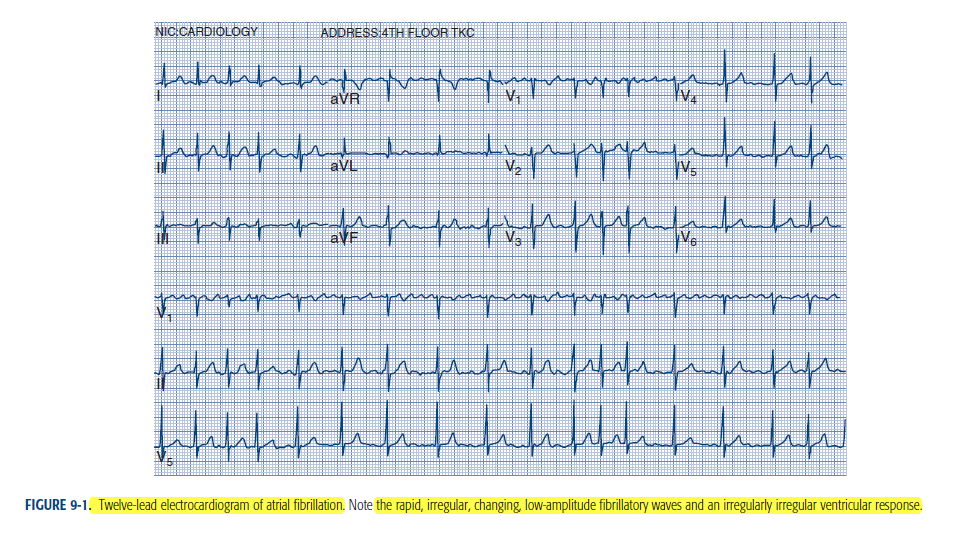 NIC:CARDIOLOGY ADDRESS:4TH FLOOR TKC
I aVR V1 V4
II aVL V2 V5
III aVF V3 V6
V1
II
V5
FIGURE 9-1. Twelve-lead electrocardiogram of atrial fibrillation. Note the rapid, irregular, changing, low-amplitude fibrillatory waves and an irregularly irregular ventricular response.